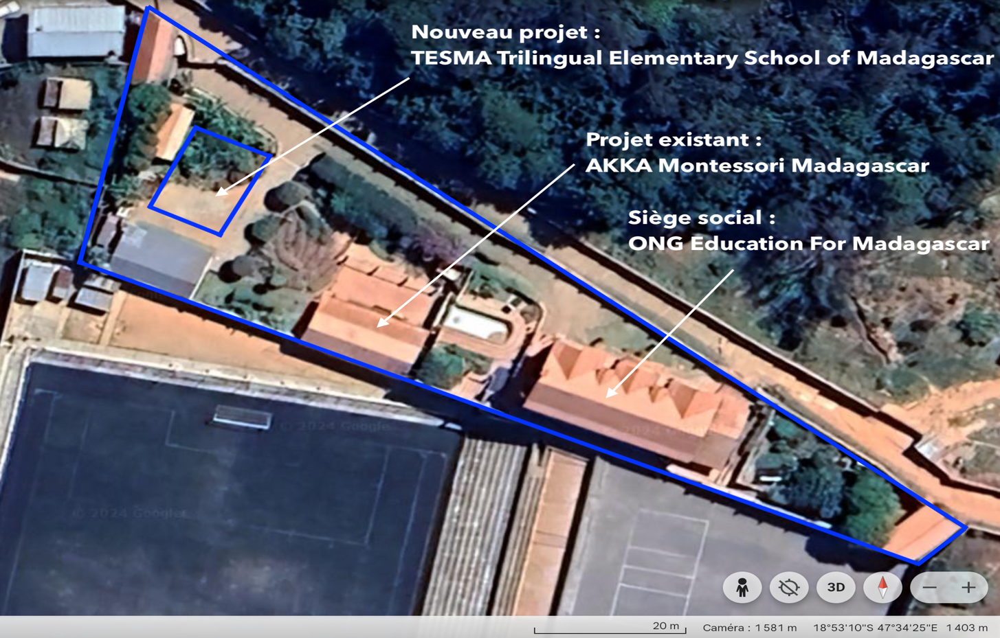 Nouveau projet :
TESMA Trilingual Elementary School of Madagascar
Projet existant :
AKKA Montessori Madagascar
Siège social :
ONG Education For Madagascar
© 2024 Google
© 2024 Google
© 2024 Google
3D
20 m
Caméra : 1 581 m 18°53'10"S 47°34'25"E 1 403 m